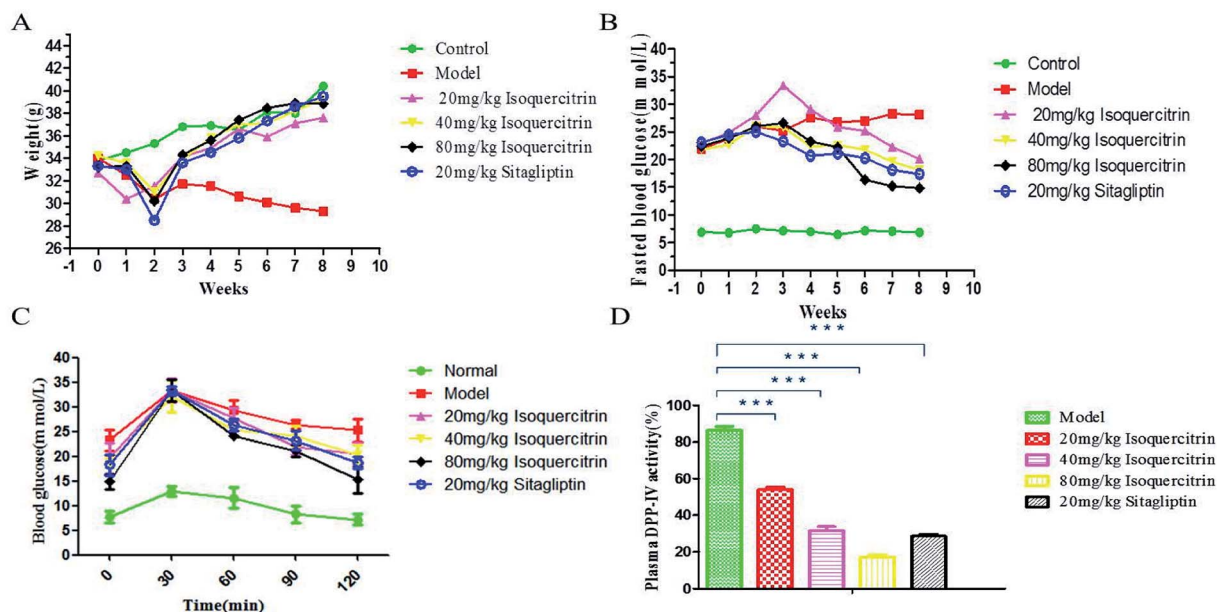 A
W eight(g)
44
42
40
38
36
34
32
30
28
26
-1 0 1 2 3 4 5 6 7 8 9 10
Weeks
Control
Model
20mg/kg Isoquercitrin
40mg/kg Isoquercitrin
80mg/kg Isoquercitrin
20mg/kg Sitagliptin
B
Fasted blood glucose(m mol/L)
40
35
30
25
20
15
10
5
0
-1 0 1 2 3 4 5 6 7 8 9 10
Weeks
Control
Model
20mg/kg Isoquercitrin
40mg/kg Isoquercitrin
80mg/kg Isoquercitrin
20mg/kg Sitagliptin
C
Blood glucose(m mol/L)
40
35
30
25
20
15
10
5
0
0 30 60 90 120
Time(min)
Normal
Model
20mg/kg Isoquercitrin
40mg/kg Isoquercitrin
80mg/kg Isoquercitrin
20mg/kg Sitagliptin
D
***
***
***
***
Plasma DPP-IV activity(%)
100
80
60
40
20
0
Model
20mg/kg Isoquercitrin
40mg/kg Isoquercitrin
80mg/kg Isoquercitrin
20mg/kg Sitagliptin